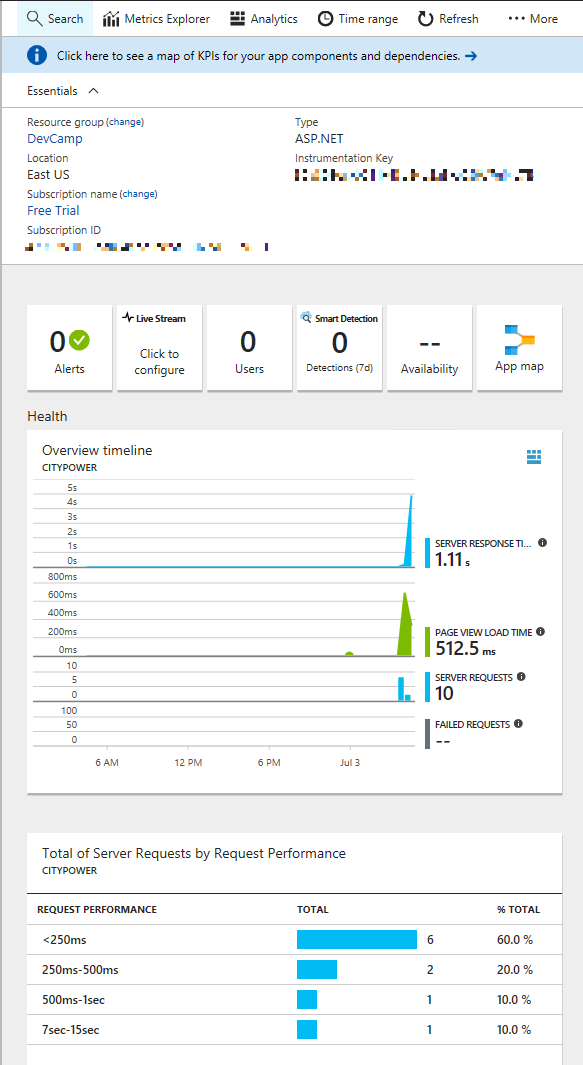 Search Metrics Explorer Analytics Time range Refresh ••• More
Click here to see a map of KPIs for your app components and dependencies. →
Essentials
Resource group (change)
DevCamp
Type
ASP.NET
Location
East US
Instrumentation Key
Subscription name (change)
Free Trial
Subscription ID
0
Alerts
Live Stream
Click to
configure
0
Users
Smart Detection
0
Detections (7d)
--
Availability
App map
Health
Overview timeline
CITYPOWER
5s
4s
3s
2s
1s
0s
SERVER RESPONSE TI...
1.11 s
800ms
600ms
400ms
200ms
0ms
PAGE VIEW LOAD TIME
512.5 ms
10
5
0
SERVER REQUESTS
10
100
50
0
FAILED REQUESTS
--
6 AM 12 PM 6 PM Jul 3
Total of Server Requests by Request Performance
CITYPOWER
REQUEST PERFORMANCE TOTAL % TOTAL
<250ms 6 60.0 %
250ms-500ms 2 20.0 %
500ms-1sec 1 10.0 %
7sec-15sec 1 10.0 %